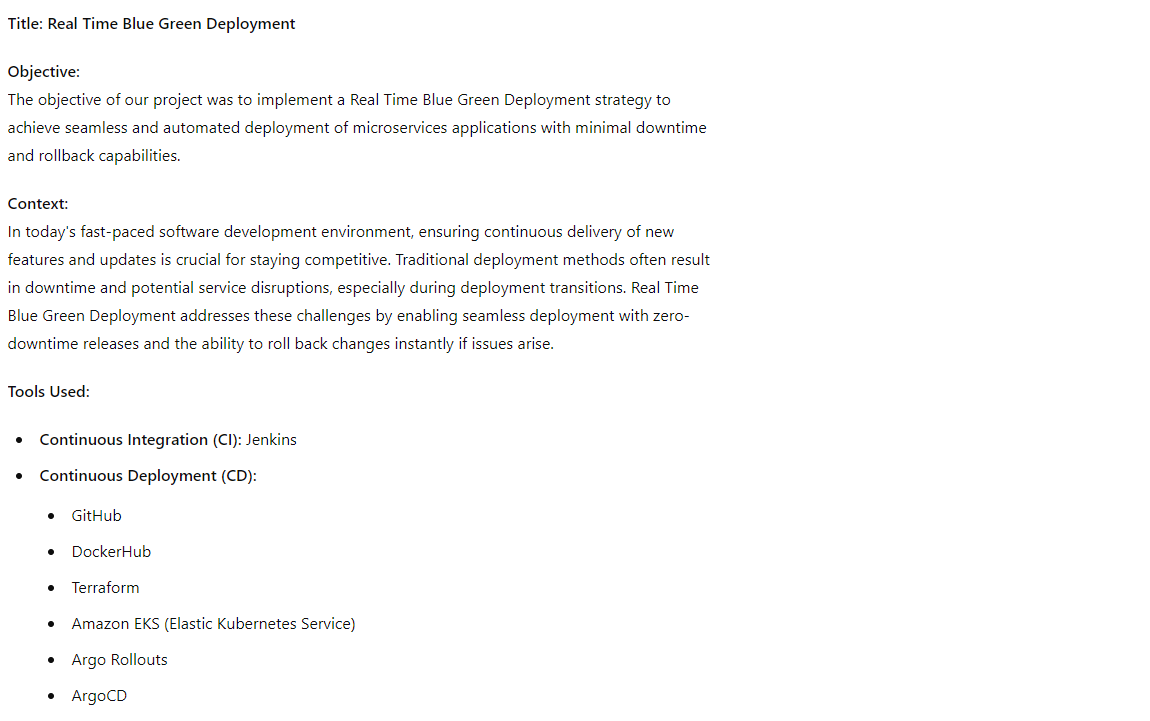 Title: Real Time Blue Green Deployment
Objective:
The objective of our project was to implement a Real Time Blue Green Deployment strategy to
achieve seamless and automated deployment of microservices applications with minimal downtime
and rollback capabilities.
Context:
In today's fast-paced software development environment, ensuring continuous delivery of new
features and updates is crucial for staying competitive. Traditional deployment methods often result
in downtime and potential service disruptions, especially during deployment transitions. Real Time
Blue Green Deployment addresses these challenges by enabling seamless deployment with zero-
downtime releases and the ability to roll back changes instantly if issues arise.
Tools Used:
• Continuous Integration (CI): Jenkins
• Continuous Deployment (CD):
• GitHub
• DockerHub
• Terraform
• Amazon EKS (Elastic Kubernetes Service)
• Argo Rollouts
• ArgoCD